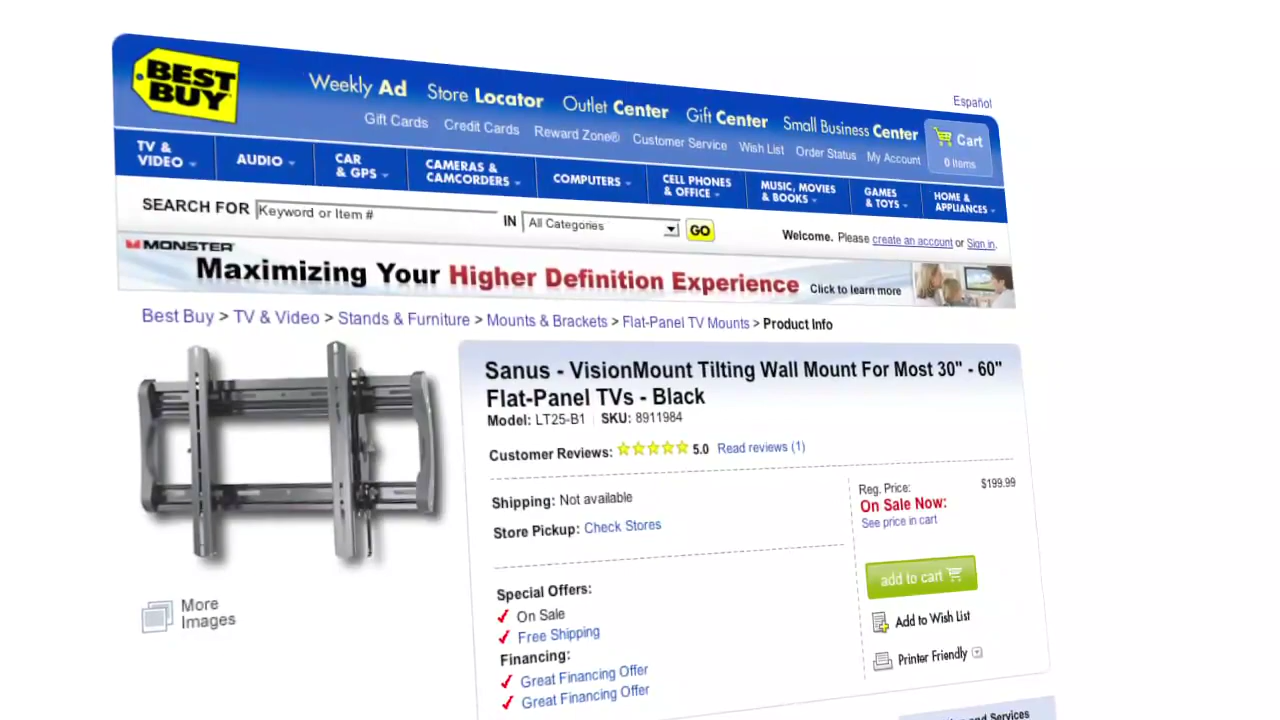 BEST
BUY
Weekly Ad Store Locator Outlet Center Gift Center Small Business Center
Español
Gift Cards Credit Cards Reward Zone® Customer Service Wish List Order Status My Account
Cart
0 Items
TV & VIDEO AUDIO CAR & GPS CAMERAS & CAMCORDERS COMPUTERS CELL PHONES & OFFICE MUSIC, MOVIES & BOOKS GAMES & TOYS HOME & APPLIANCES
SEARCH FOR Keyword or Item # IN All Categories GO
Welcome. Please create an account or Sign in.
MONSTER
Maximizing Your Higher Definition Experience Click to learn more
Best Buy > TV & Video > Stands & Furniture > Mounts & Brackets > Flat-Panel TV Mounts > Product Info
Sanus - VisionMount Tilting Wall Mount For Most 30" - 60"
Flat-Panel TVs - Black
Model: LT25-B1 | SKU: 8911984
Customer Reviews: 5.0 Read reviews (1)
Shipping: Not available
Store Pickup: Check Stores
Reg. Price: $199.99
On Sale Now:
See price in cart
add to cart
Add to Wish List
Printer Friendly
Special Offers:
On Sale
Free Shipping
Financing:
Great Financing Offer
Great Financing Offer
More
Images
and Services